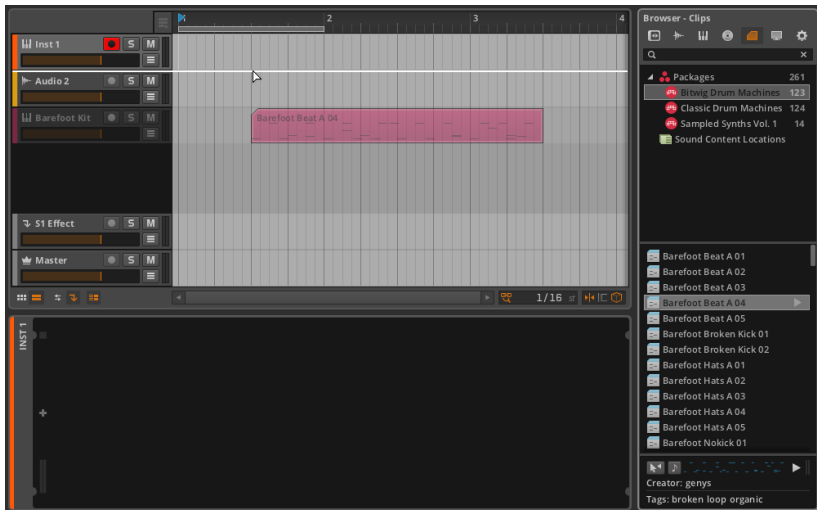 2 3 4
Inst 1 S M
Audio 2 S M
Barefoot Kit S M
Barefoot Beat A 04
S1 Effect S M
Master S M
1/16 ST
INST 1
Browser - Clips
Packages 261
Bitwig Drum Machines 123
Classic Drum Machines 124
Sampled Synths Vol. 1 14
Sound Content Locations
Barefoot Beat A 01
Barefoot Beat A 02
Barefoot Beat A 03
Barefoot Beat A 04
Barefoot Beat A 05
Barefoot Broken Kick 01
Barefoot Broken Kick 02
Barefoot Hats A 01
Barefoot Hats A 02
Barefoot Hats A 03
Barefoot Hats A 04
Barefoot Hats A 05
Barefoot Nokick 01
Creator: genys
Tags: broken loop organic